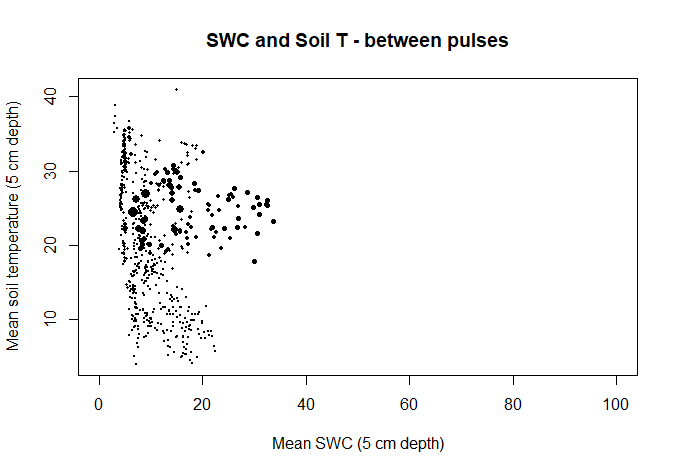 SWC and Soil T - between pulses
Mean soil temperature (5 cm depth)
40
30
20
10
0 20 40 60 80 100
Mean SWC (5 cm depth)